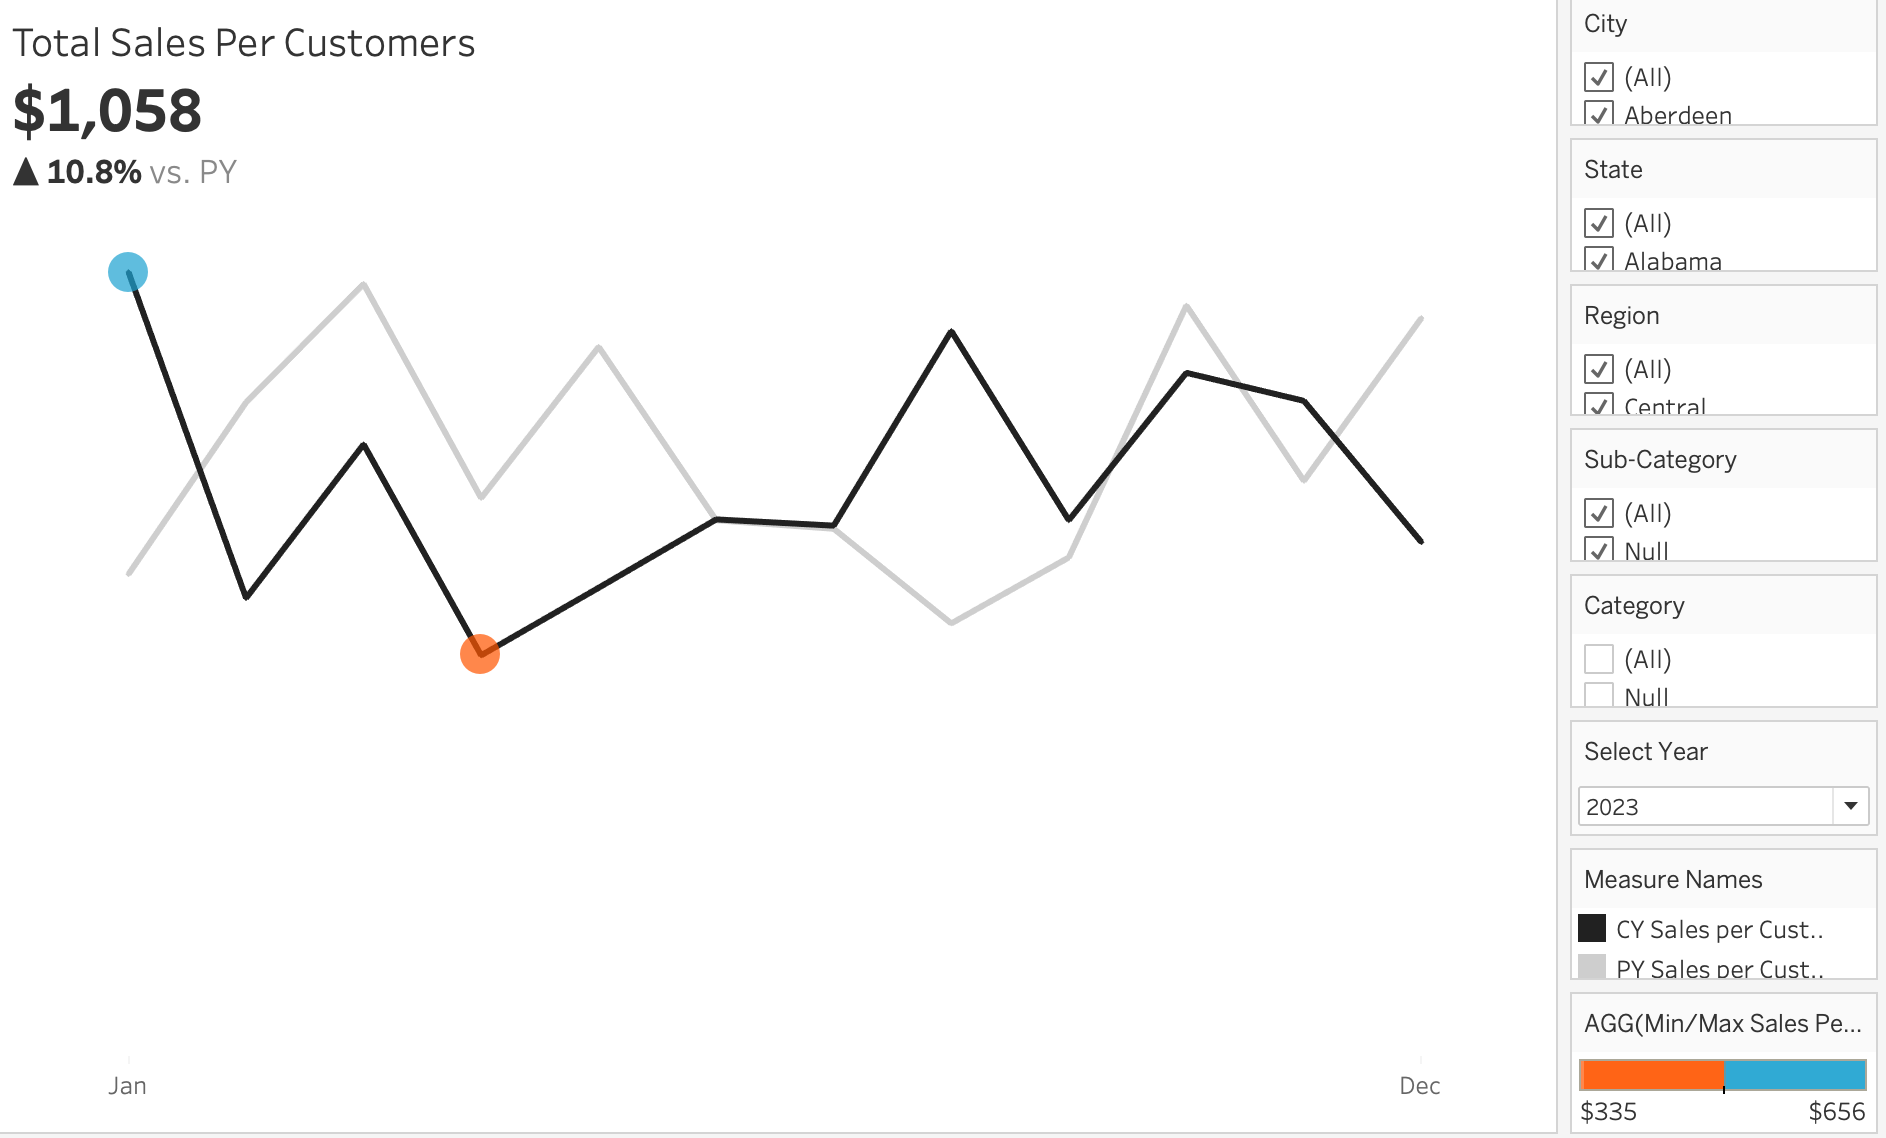 Total Sales Per Customers
$1,058
▲ 10.8% vs. PY
Jan
Dec
City
(All)
Aberdeen
State
(All)
Alabama
Region
(All)
Central
Sub-Category
(All)
Null
Category
(All)
Null
Select Year
2023
Measure Names
CY Sales per Cust..
PY Sales per Cust..
AGG(Min/Max Sales Pe...
$335
$656